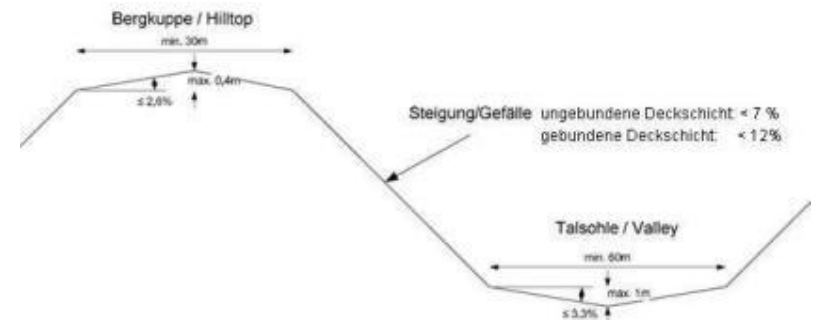 Bergkuppe / Hilltop
min. 30m
max. 0,4m
≤ 2,6%
Steigung/Gefälle ungebundene Deckschicht: < 7 %
gebundene Deckschicht: < 12%
Talsohle / Valley
min. 60m
max. 1m
≤ 3,3%